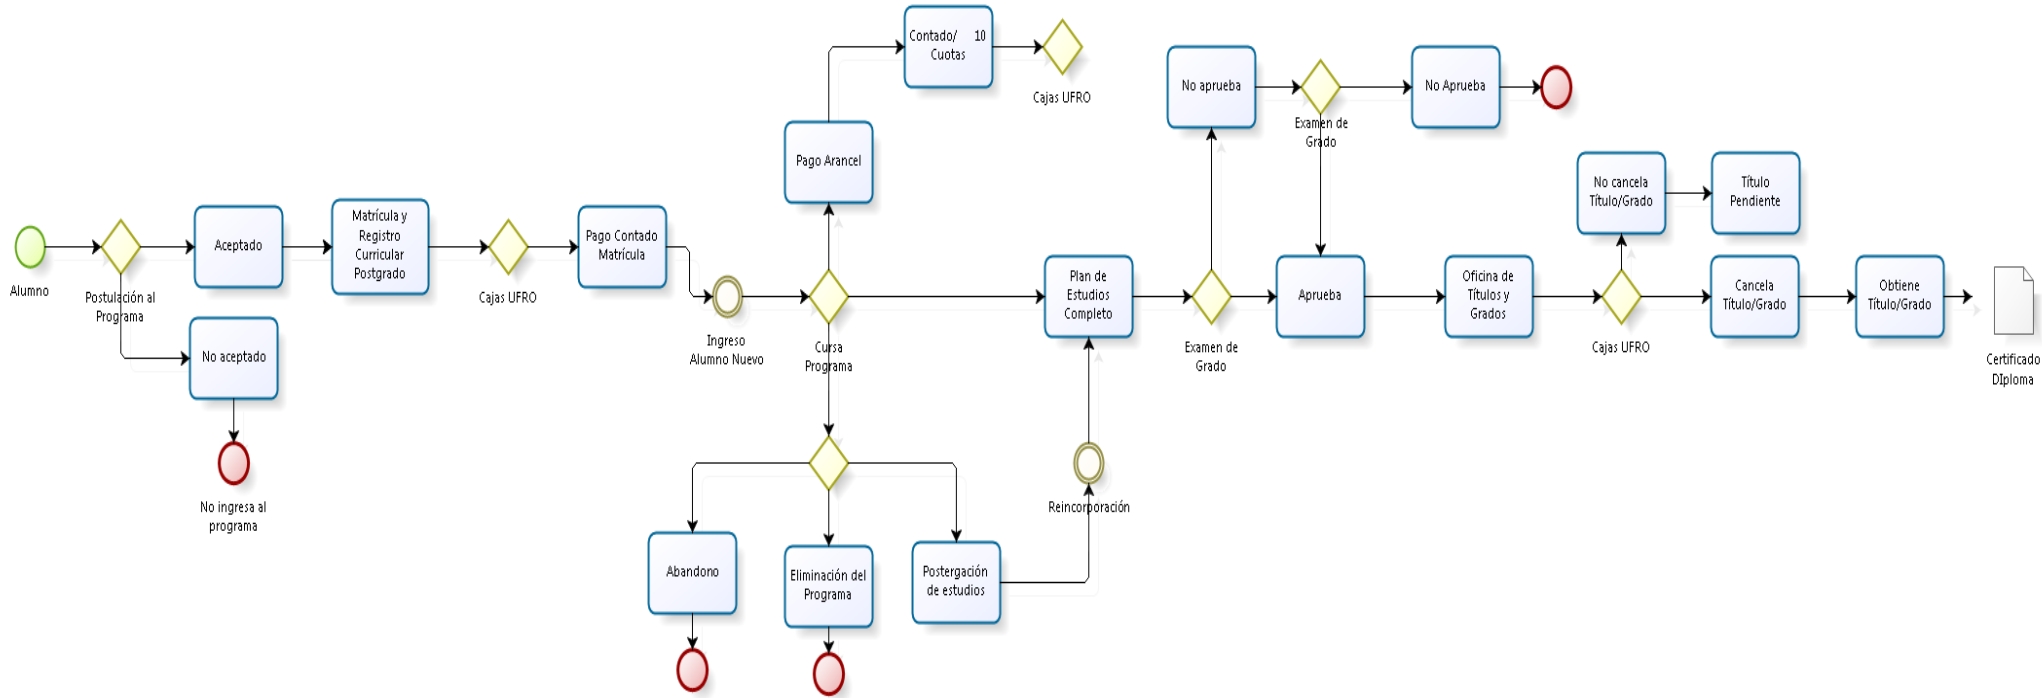 Alumno
Postulación al
Programa
Aceptado
No aceptado
No ingresa al
programa
Matrícula y
Registro
Curricular
Postgrado
Cajas UFRO
Pago Contado
Matrícula
Ingreso
Alumno Nuevo
Cursa
Programa
Pago Arancel
Contado/ 10
Cuotas
Cajas UFRO
Abandono
Eliminación del
Programa
Postergación
de estudios
Reincorporación
Plan de
Estudios
Completo
Examen de
Grado
No aprueba
Examen de
Grado
No Aprueba
Aprueba
Oficina de
Títulos y
Grados
Cajas UFRO
No cancela
Título/Grado
Título
Pendiente
Cancela
Título/Grado
Obtiene
Título/Grado
Certificado
DIploma